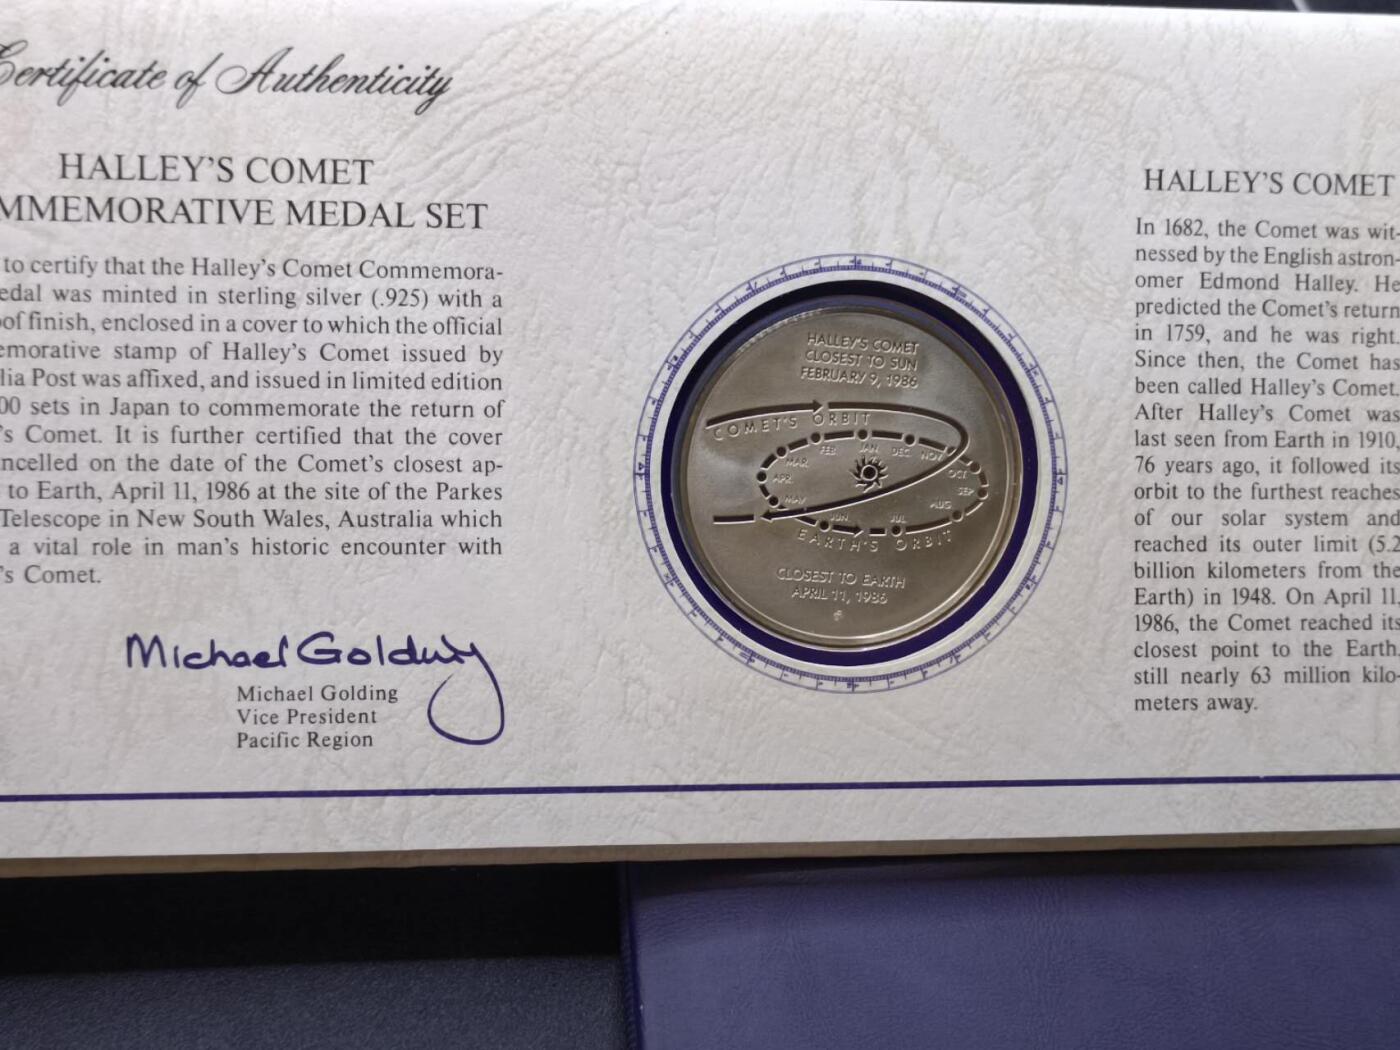 Certificate of Authenticity
HALLEY'S COMET
MMEMORATIVE MEDAL SET
to certify that the Halley's Comet Commemora-
edal was minted in sterling silver (.925) with a
oof finish, enclosed in a cover to which the official
emorative stamp of Halley's Comet issued by
lia Post was affixed, and issued in limited edition
00 sets in Japan to commemorate the return of
's Comet. It is further certified that the cover
ncelled on the date of the Comet's closest ap-
to Earth, April 11, 1986 at the site of the Parkes
Telescope in New South Wales, Australia which
a vital role in man's historic encounter with
's Comet.
Michael Golding
Michael Golding
Vice President
Pacific Region
HALLEY'S COMET
CLOSEST TO SUN
FEBRUARY 9, 1986
COMET'S ORBIT
FEB. JAN. DEC. NOV.
MAR. OCT.
APR. SEP.
MAY AUG.
JUN. JUL.
EARTH'S ORBIT
CLOSEST TO EARTH
APRIL 11, 1986
HALLEY'S COMET
In 1682, the Comet was wit-
nessed by the English astron-
omer Edmond Halley. He
predicted the Comet's return
in 1759, and he was right.
Since then, the Comet has
been called Halley's Comet.
After Halley's Comet was
last seen from Earth in 1910,
76 years ago, it followed its
orbit to the furthest reaches
of our solar system and
reached its outer limit (5.2
billion kilometers from the
Earth) in 1948. On April 11,
1986, the Comet reached its
closest point to the Earth,
still nearly 63 million kilo-
meters away.